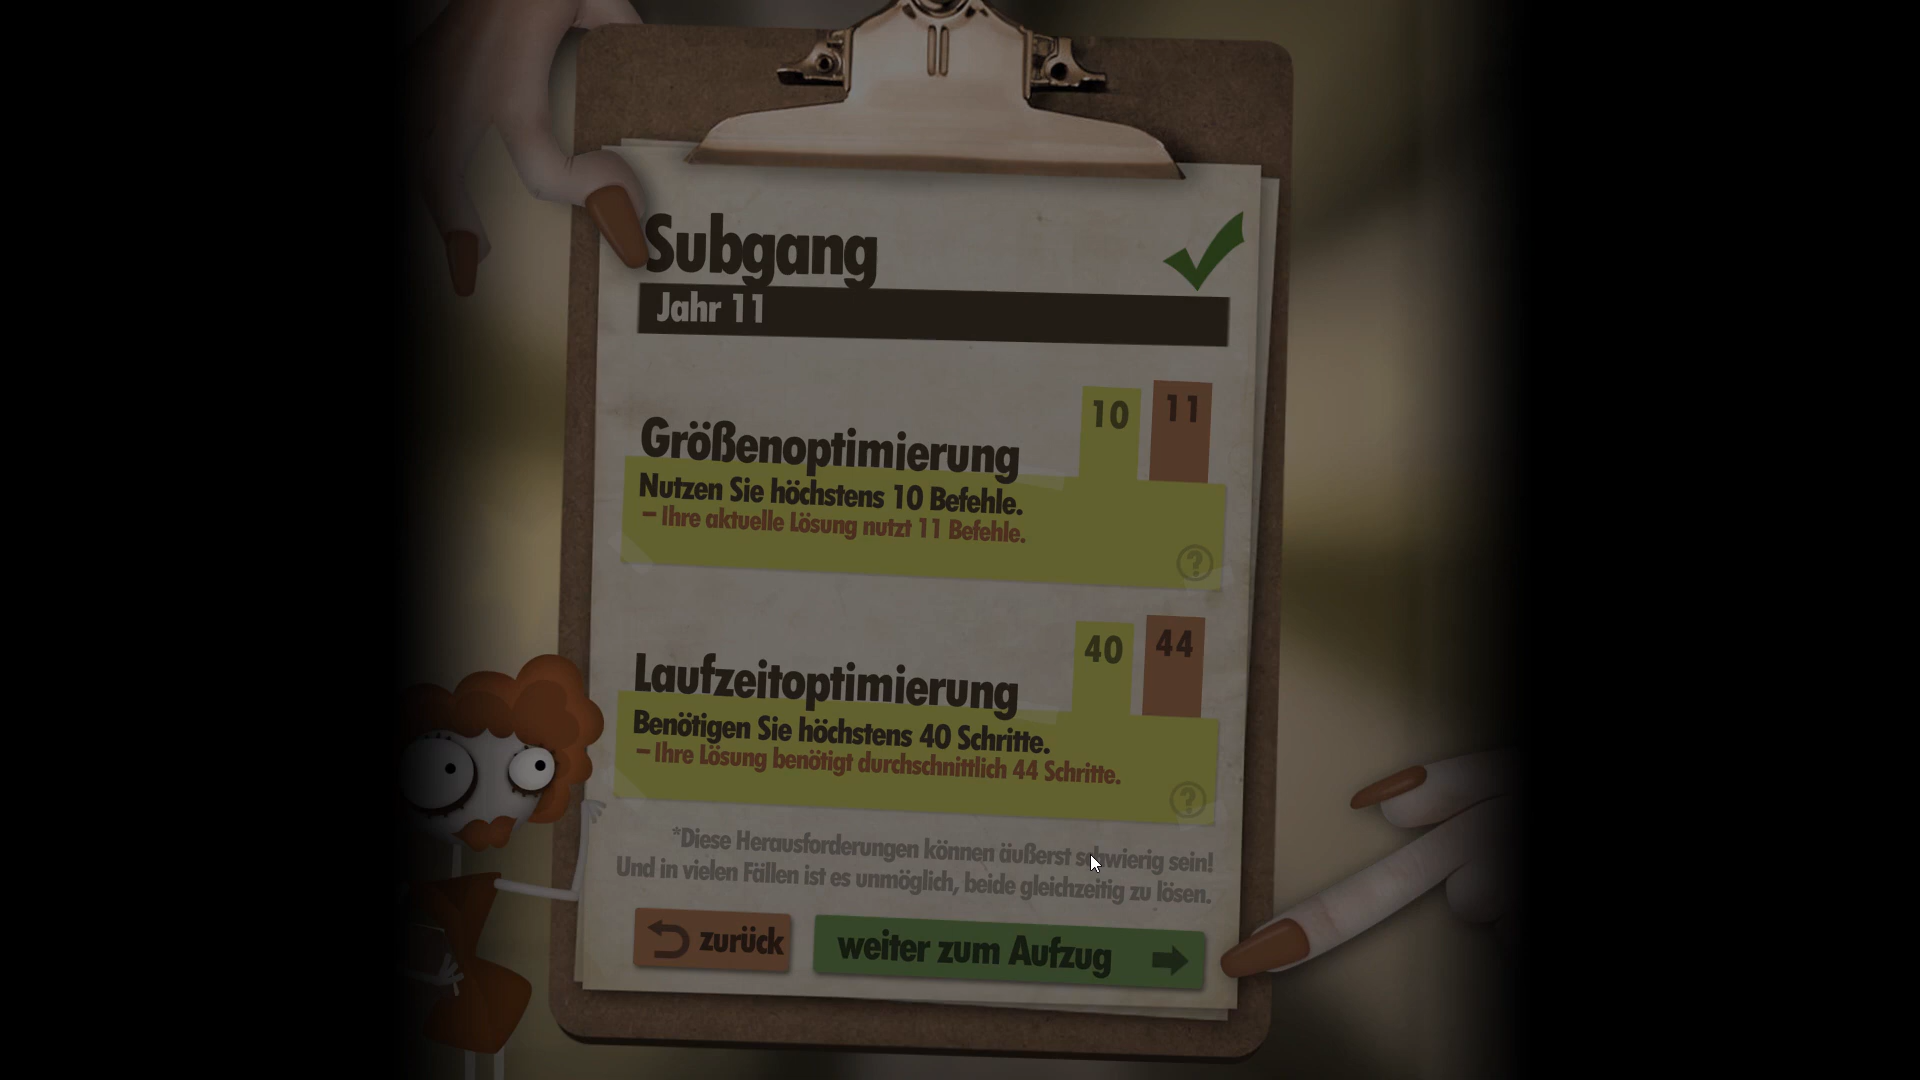 Subgang
Jahr 11
10 11
Größenoptimierung
Nutzen Sie höchstens 10 Befehle.
– Ihre aktuelle Lösung nutzt 11 Befehle.
?
40 44
Laufzeitoptimierung
Benötigen Sie höchstens 40 Schritte.
– Ihre Lösung benötigt durchschnittlich 44 Schritte.
?
*Diese Herausforderungen können äußerst schwierig sein!
Und in vielen Fällen ist es unmöglich, beide gleichzeitig zu lösen.
zurück
weiter zum Aufzug